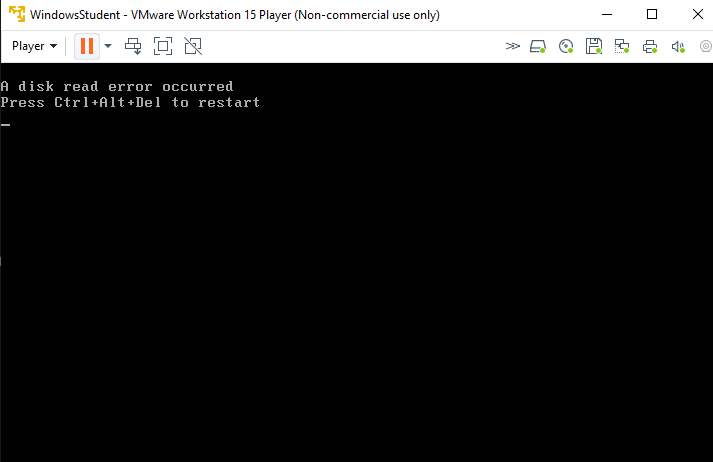 WindowsStudent - VMware Workstation 15 Player (Non-commercial use only)
Player
A disk read error occurred
Press Ctrl+Alt+Del to restart